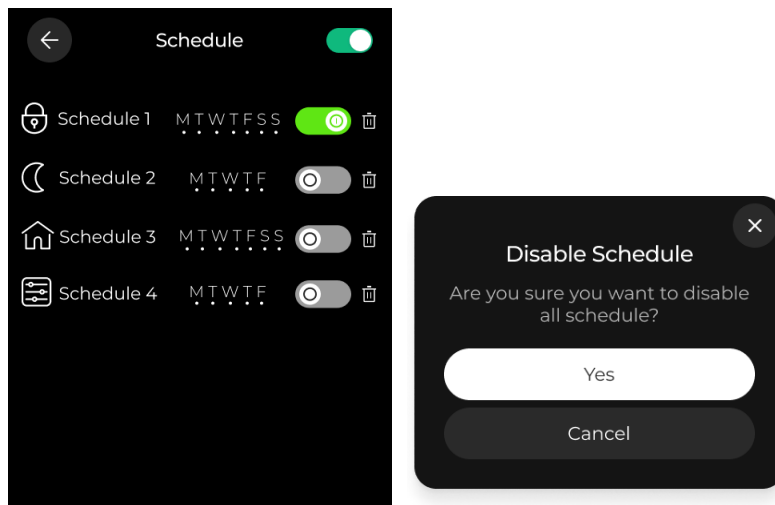 Schedule
Schedule 1 MTWTFSS
Schedule 2 MTWTF
Schedule 3 MTWTFSS
Schedule 4 MTWTF
Disable Schedule
Are you sure you want to disable
all schedule?
Yes
Cancel